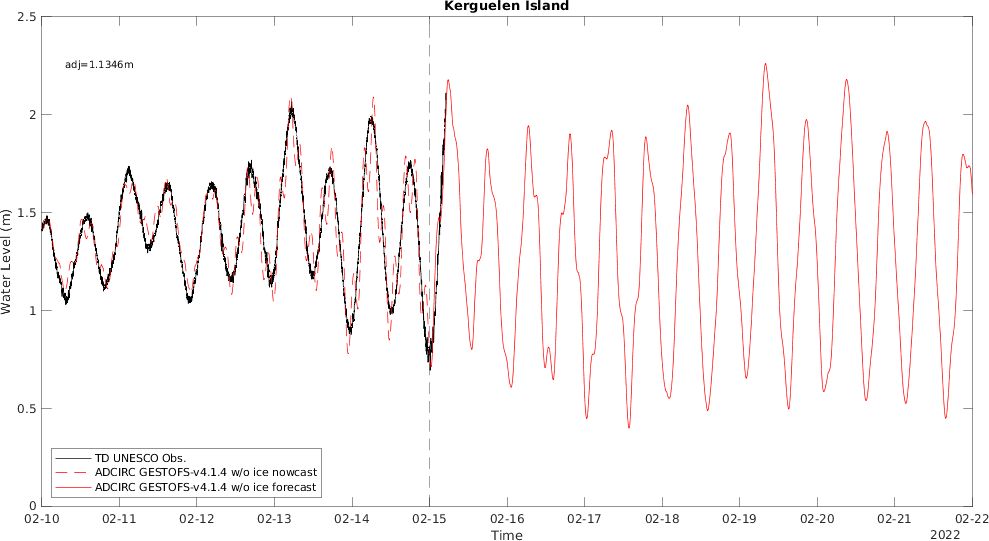 Kerguelen Island
adj=1.1346m
2.5
2
1.5
1
0.5
0
Water Level (m)
TD UNESCO Obs.
ADCIRC GESTOFS-v4.1.4 w/o ice nowcast
ADCIRC GESTOFS-v4.1.4 w/o ice forecast
02-10 02-11 02-12 02-13 02-14 02-15 02-16 02-17 02-18 02-19 02-20 02-21 02-22
Time
2022